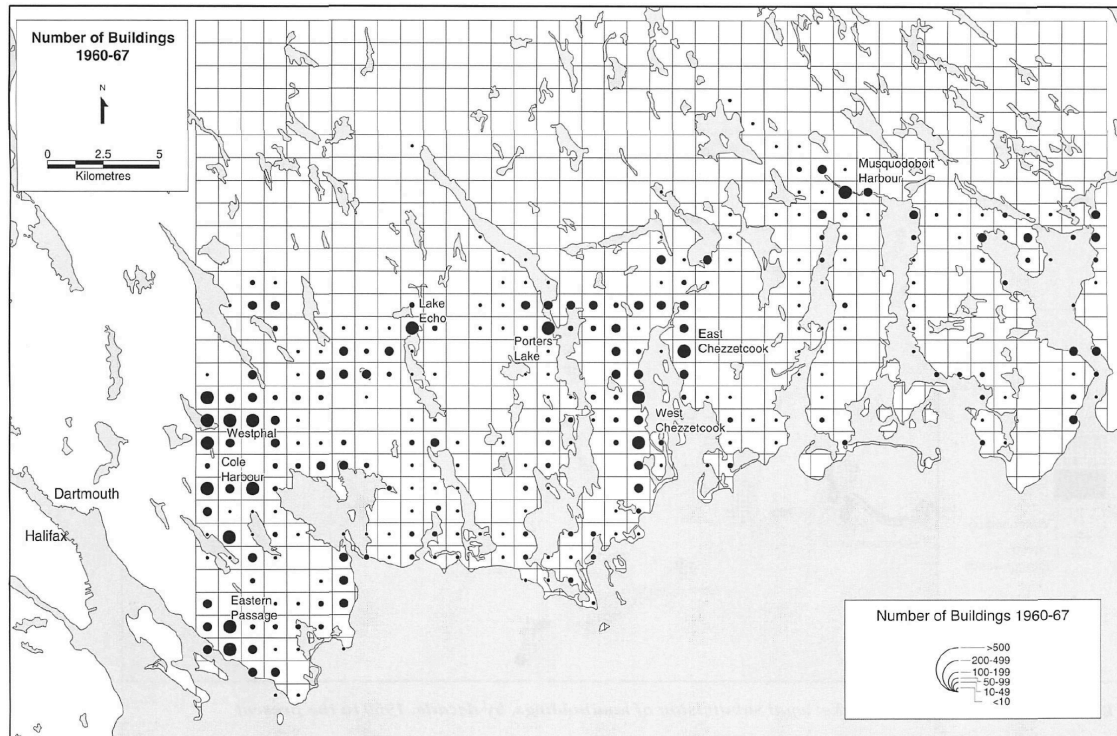 Number of Buildings
1960-67
N
0 2.5 5
Kilometres
Musquodoboit
Harbour
Lake
Echo
Porters
Lake
East
Chezzetcook
West
Chezzetcook
Westphal
Cole
Harbour
Dartmouth
Halifax
Eastern
Passage
Number of Buildings 1960-67
>500
200-499
100-199
50-99
10-49
<10